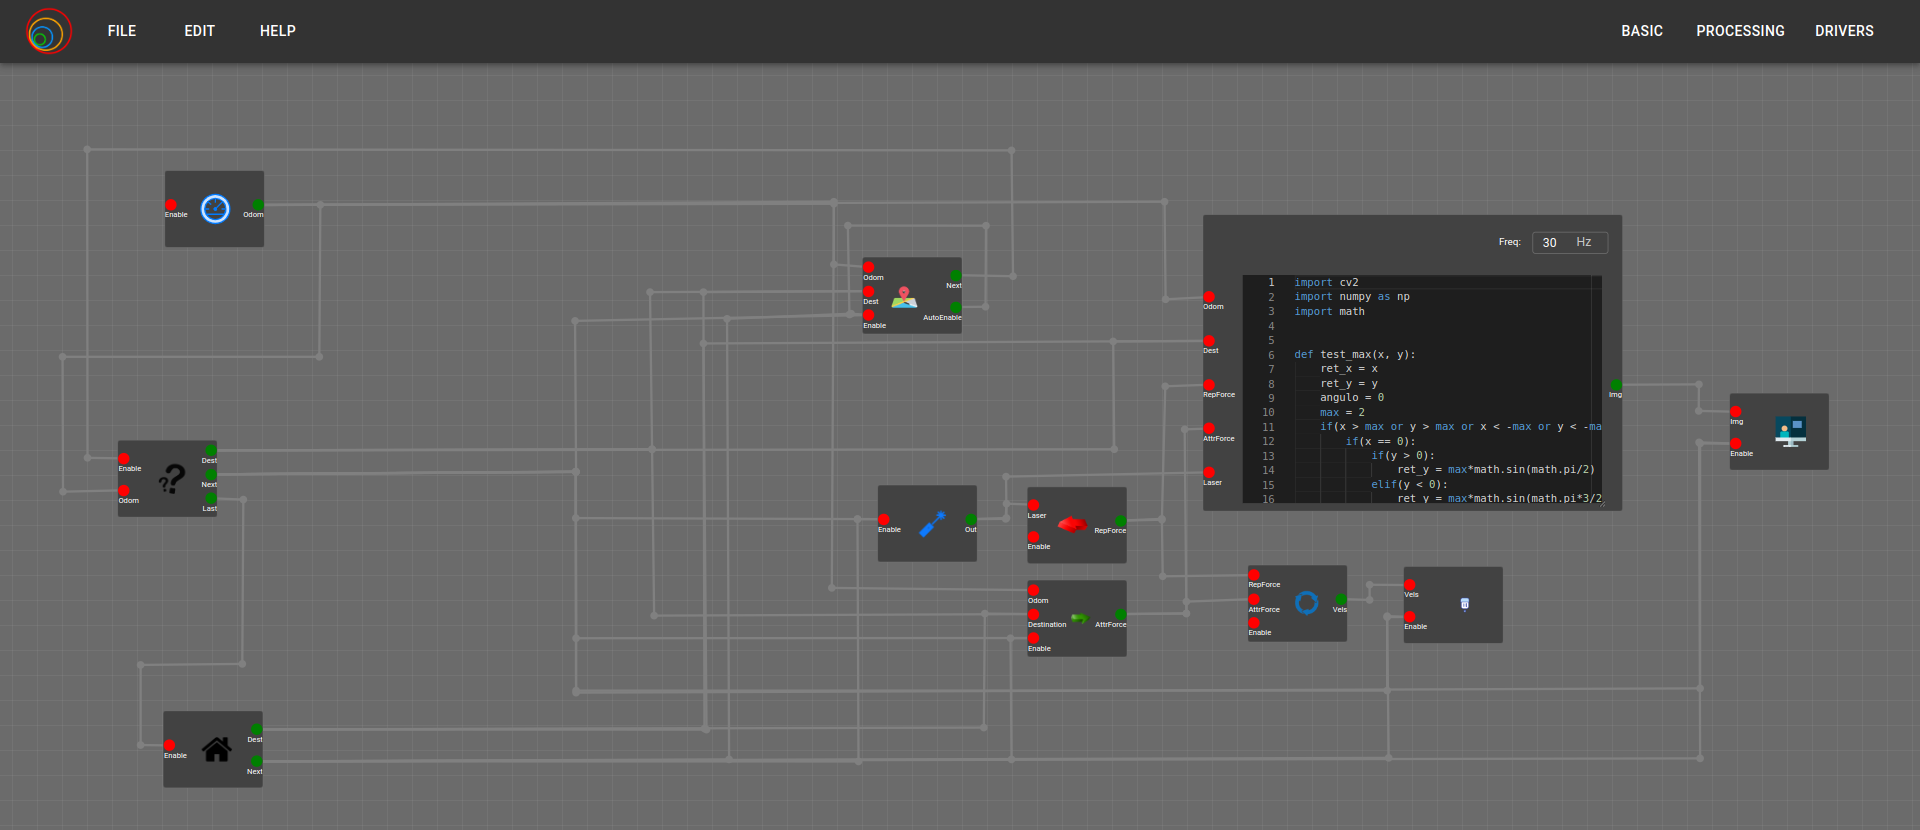 FILE EDIT HELP BASIC PROCESSING DRIVERS
Enable Odom
Odom
Dest
Enable
Next
AutoEnable
Freq: 30 Hz
Odom
Dest
RepForce
AttrForce
Laser
1 import cv2
2 import numpy as np
3 import math
4
5
6 def test_max(x, y):
7 ret_x = x
8 ret_y = y
9 angulo = 0
10 max = 2
11 if(x > max or y > max or x < -max or y < -ma
12 if(x == 0):
13 if(y > 0):
14 ret_y = max*math.sin(math.pi/2)
15 elif(y < 0):
16 ret_y = max*math.sin(math.pi*3/2
Img
Img
Enable
Enable
Odom
Dest
Next
Last
Enable Out
Laser
Enable
RepForce
Odom
Destination
Enable
AttrForce
RepForce
AttrForce
Enable
Vels
Vels
Enable
Enable
Dest
Next